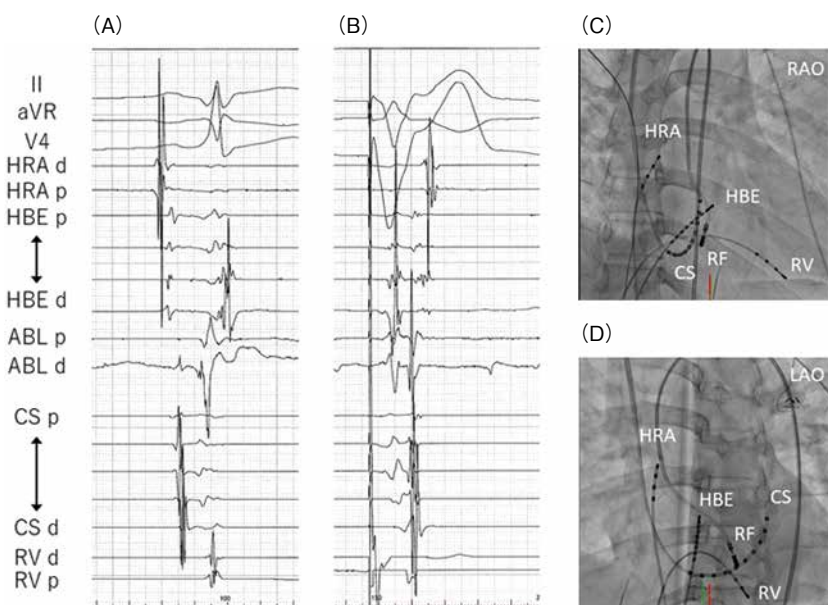 (A)
(B)
(C)
(D)
II
aVR
V4
HRA d
HRA p
HBE p
HBE d
ABL p
ABL d
CS p
CS d
RV d
RV p
100
RAO
HRA
HBE
RF
CS
RV
LAO
HRA
HBE
CS
RF
RV